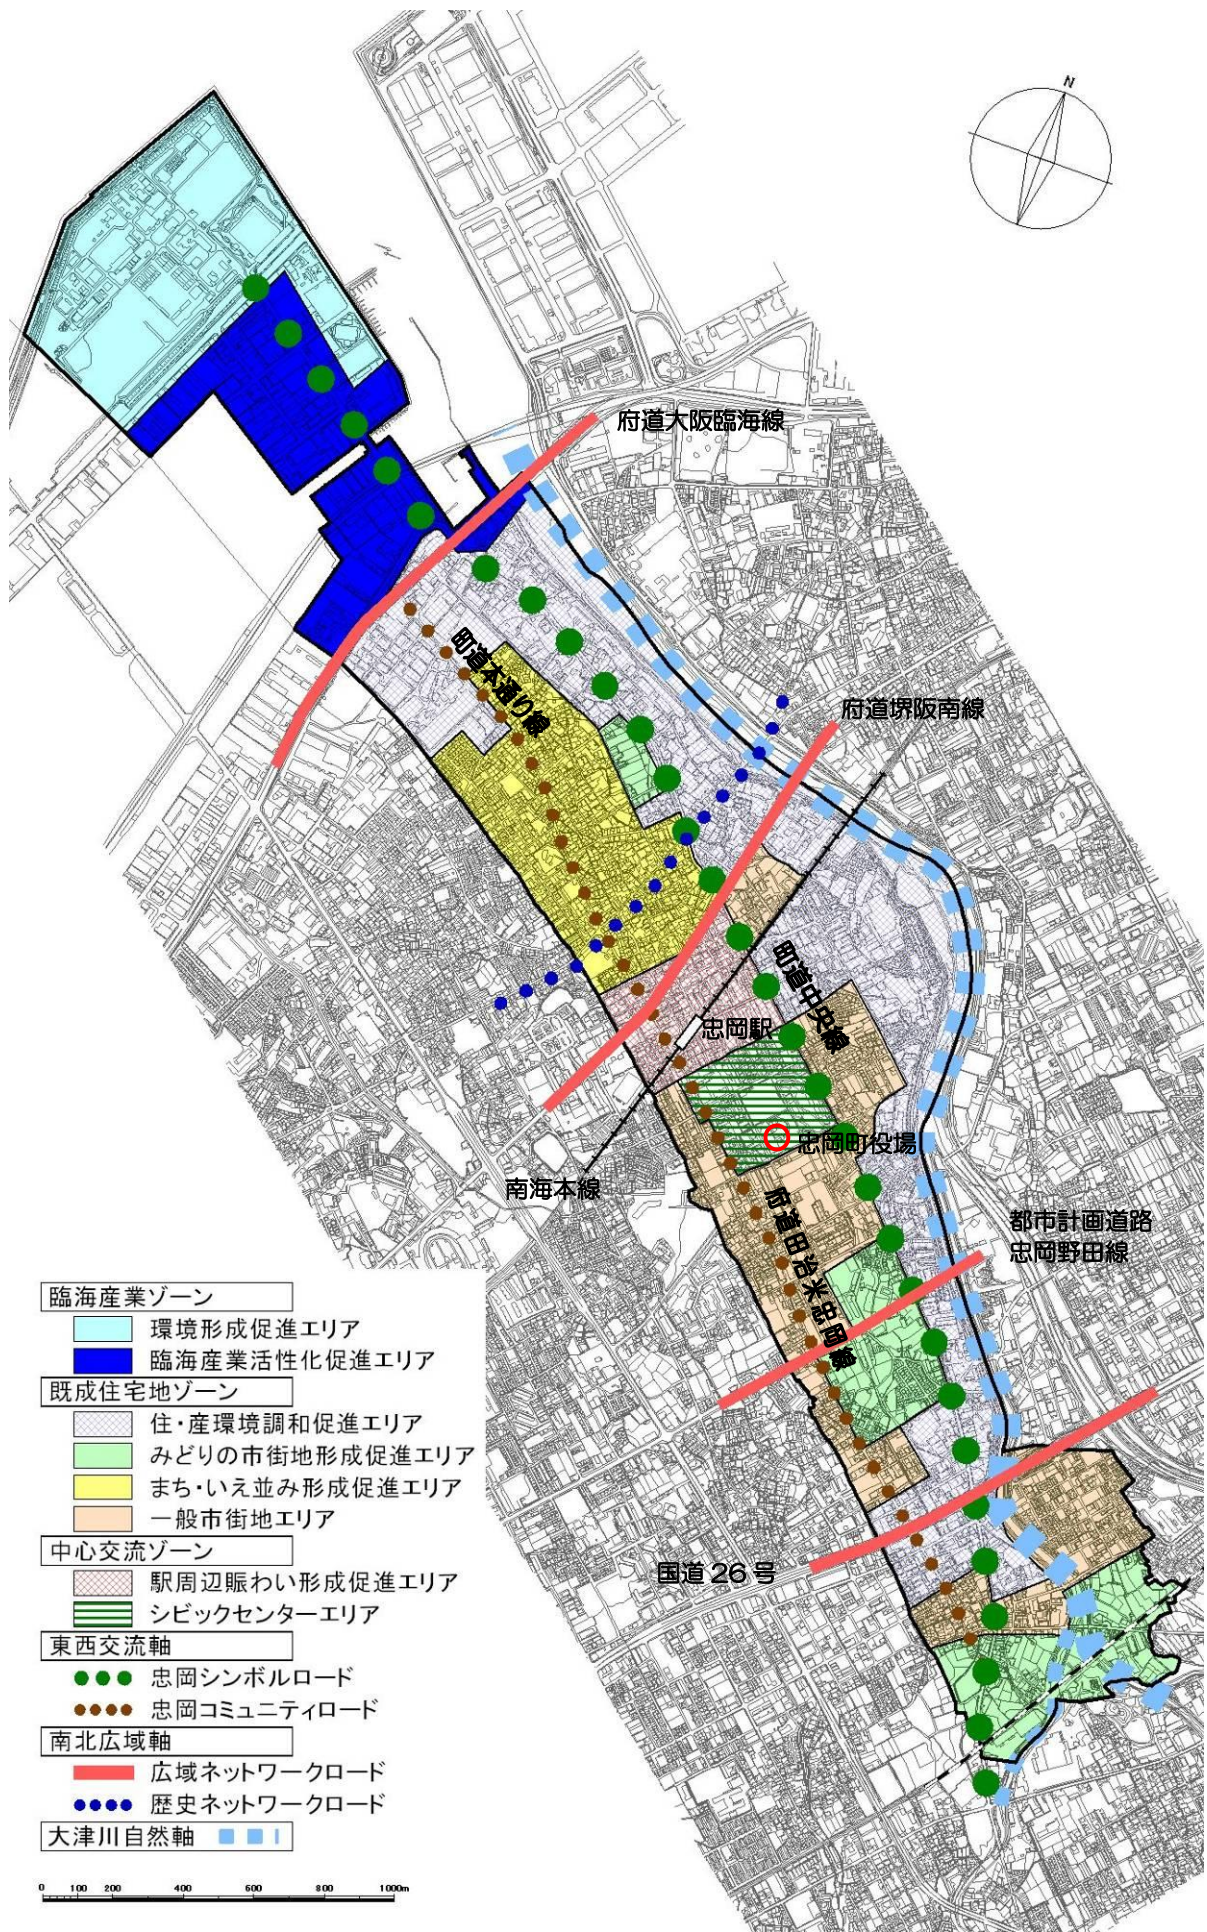 N
府道大阪臨海線
町道本通り線
府道堺阪南線
町道中央線
忠岡駅
忠岡町役場
南海本線
府道田治米忠岡線
都市計画道路
忠岡野田線
国道26号
臨海産業ゾーン
環境形成促進エリア
臨海産業活性化促進エリア
既成住宅地ゾーン
住・産環境調和促進エリア
みどりの市街地形成促進エリア
まち・いえ並み形成促進エリア
一般市街地エリア
中心交流ゾーン
駅周辺賑わい形成促進エリア
シビックセンターエリア
東西交流軸
忠岡シンボルロード
忠岡コミュニティロード
南北広域軸
広域ネットワークロード
歴史ネットワークロード
大津川自然軸
0 100 200 400 600 800 1000m